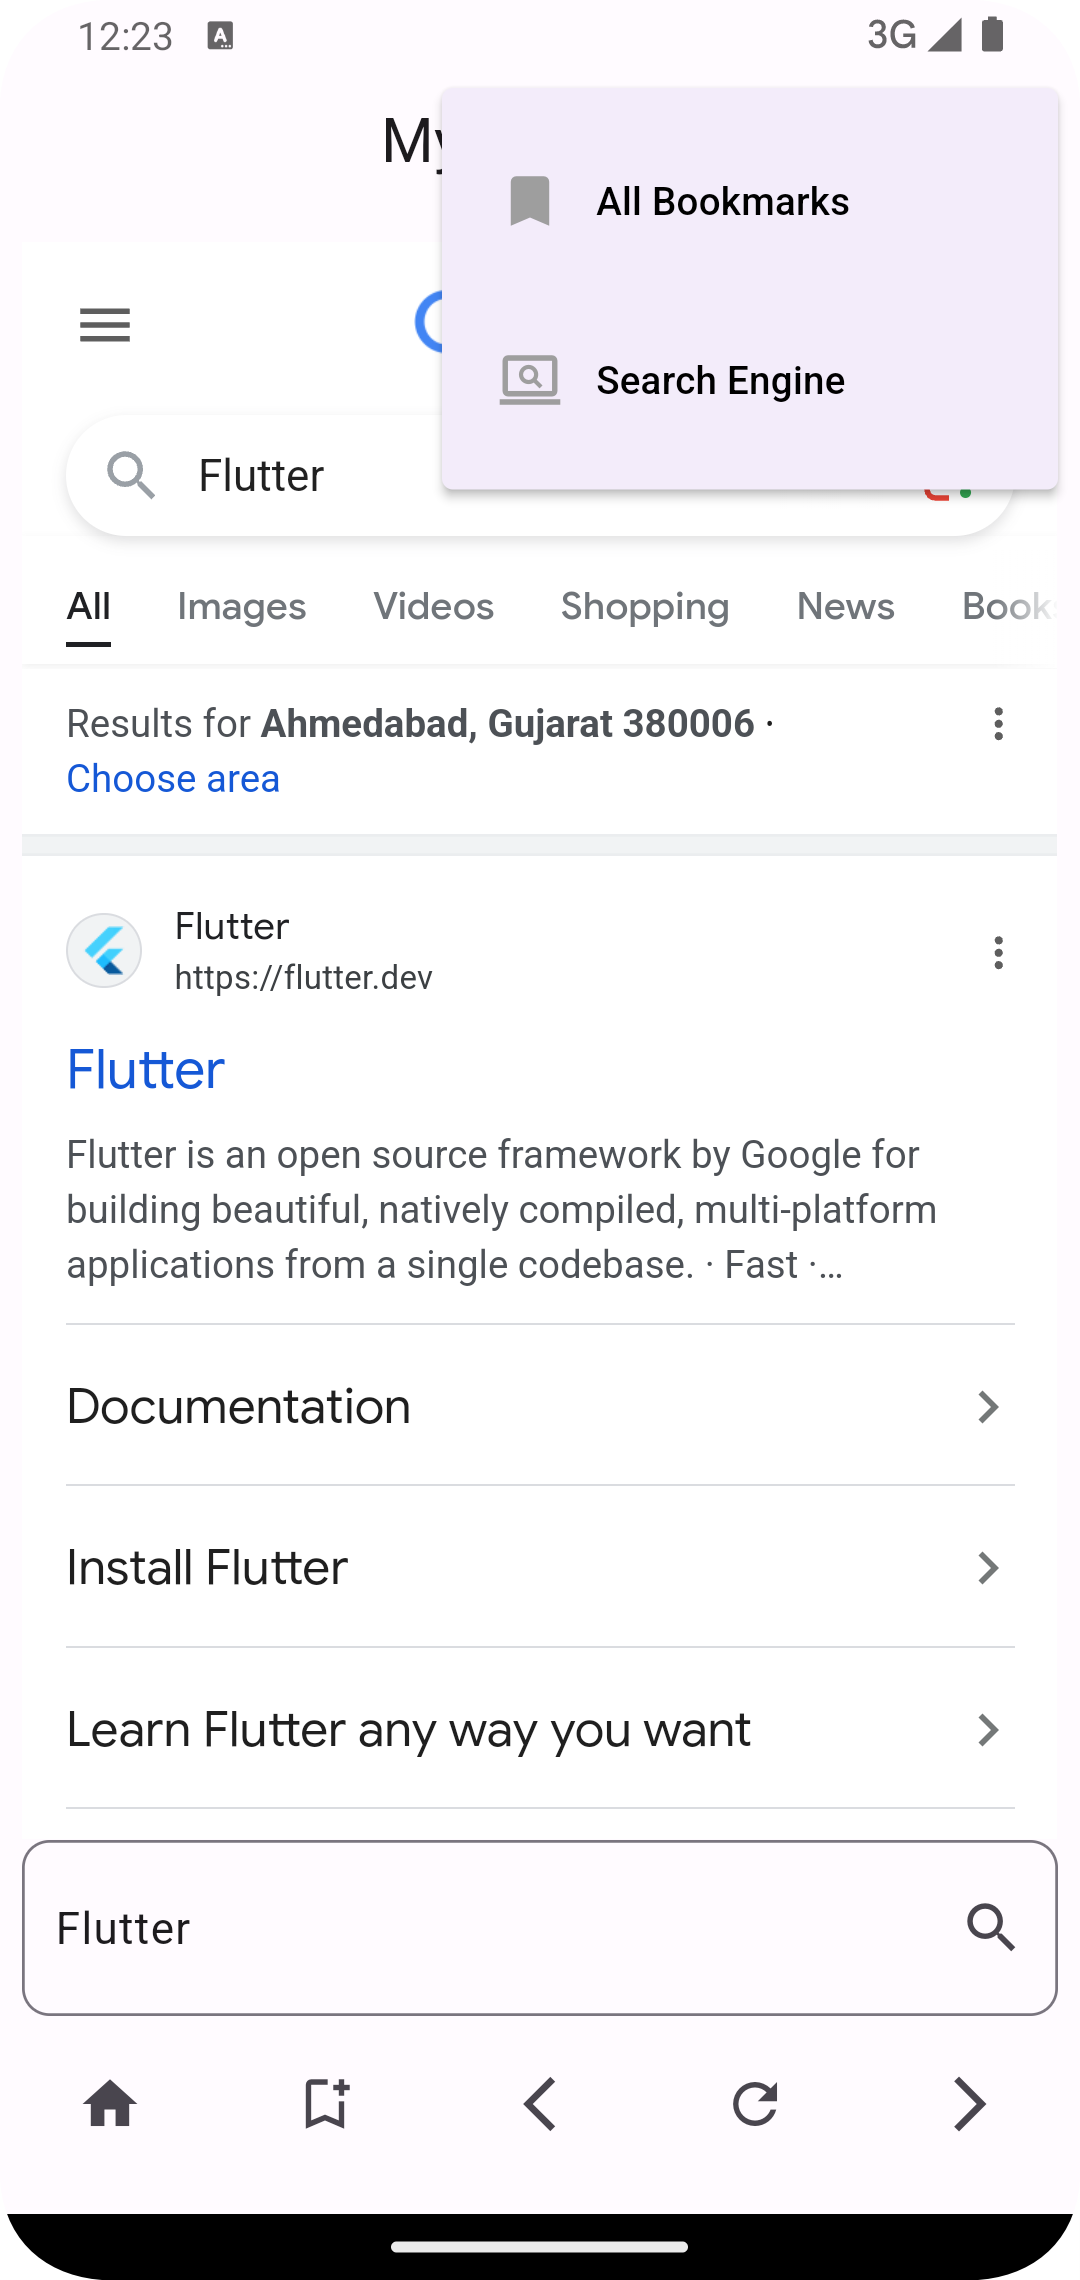 12:23
3G
My
All Bookmarks
Search Engine
Flutter
All Images Videos Shopping News Books
Results for Ahmedabad, Gujarat 380006 ·
Choose area
Flutter
https://flutter.dev
Flutter
Flutter is an open source framework by Google for
building beautiful, natively compiled, multi-platform
applications from a single codebase. · Fast ·...
Documentation
Install Flutter
Learn Flutter any way you want
Flutter